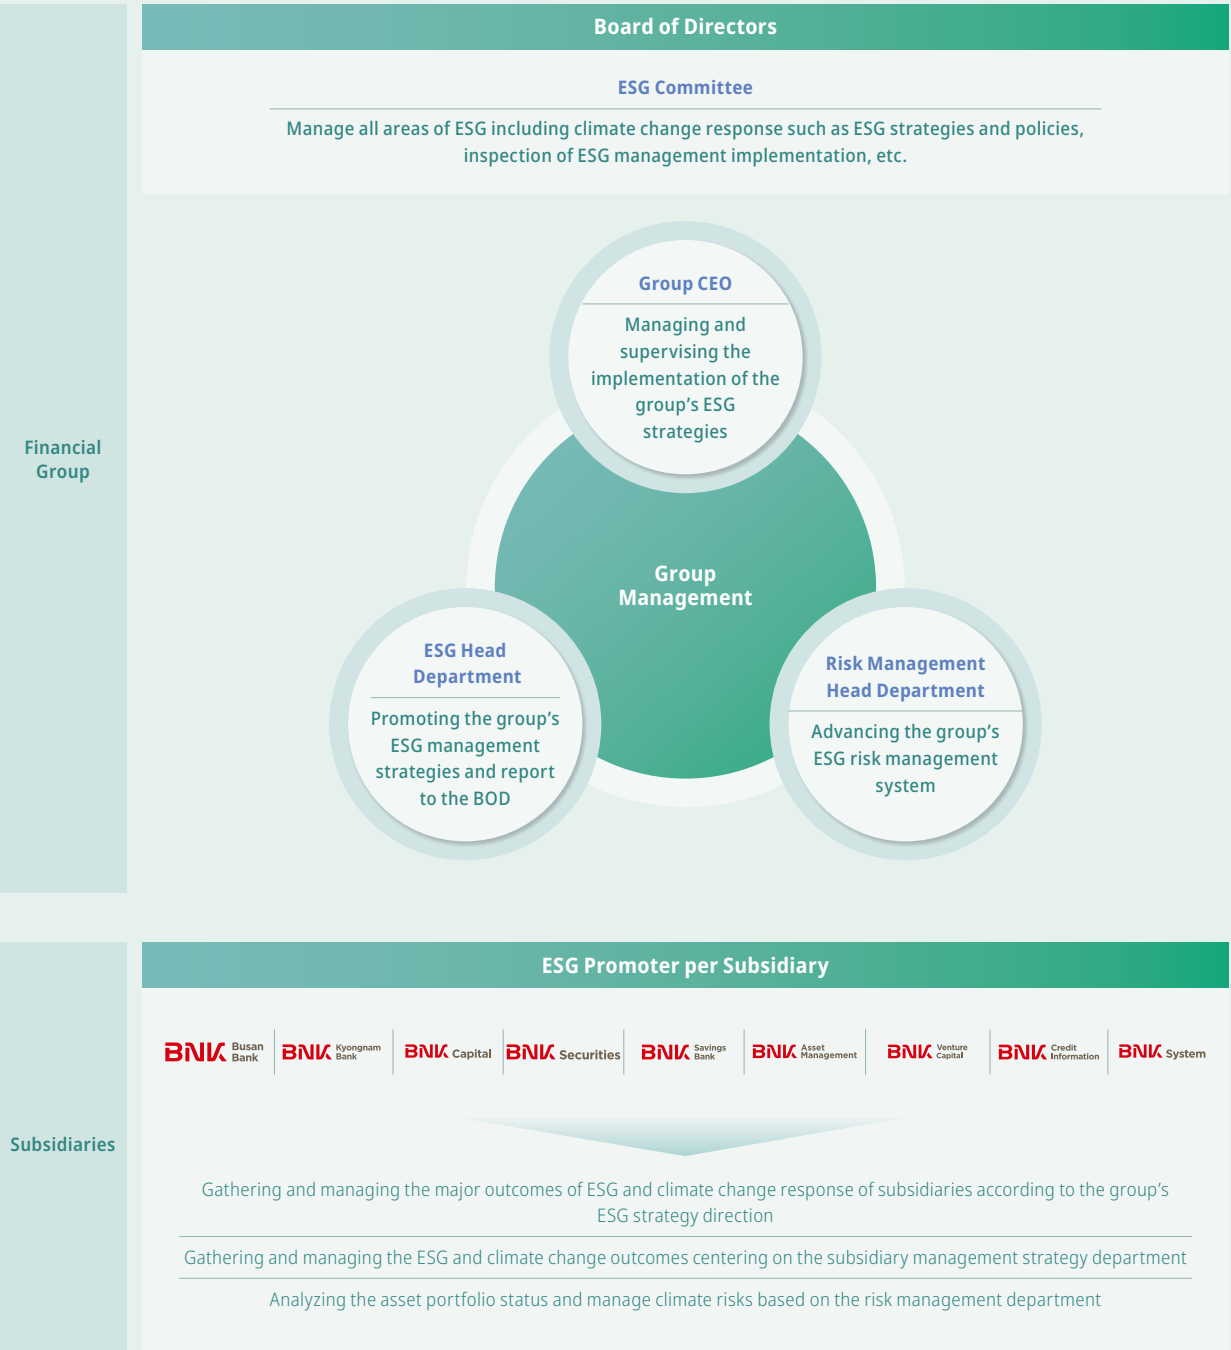 Board of Directors
ESG Committee
Manage all areas of ESG including climate change response such as ESG strategies and policies,
inspection of ESG management implementation, etc.
Financial
Group
Group CEO
Managing and
supervising the
implementation of the
group’s ESG
strategies
Group
Management
ESG Head
Department
Promoting the group’s
ESG management
strategies and report
to the BOD
Risk Management
Head Department
Advancing the group’s
ESG risk management
system
Subsidiaries
ESG Promoter per Subsidiary
BNK Busan
Bank
BNK Kyongnam
Bank
BNK Capital
BNK Securities
BNK Savings
Bank
BNK Asset
Management
BNK Venture
Capital
BNK Credit
Information
BNK System
Gathering and managing the major outcomes of ESG and climate change response of subsidiaries according to the group’s
ESG strategy direction
Gathering and managing the ESG and climate change outcomes centering on the subsidiary management strategy department
Analyzing the asset portfolio status and manage climate risks based on the risk management department